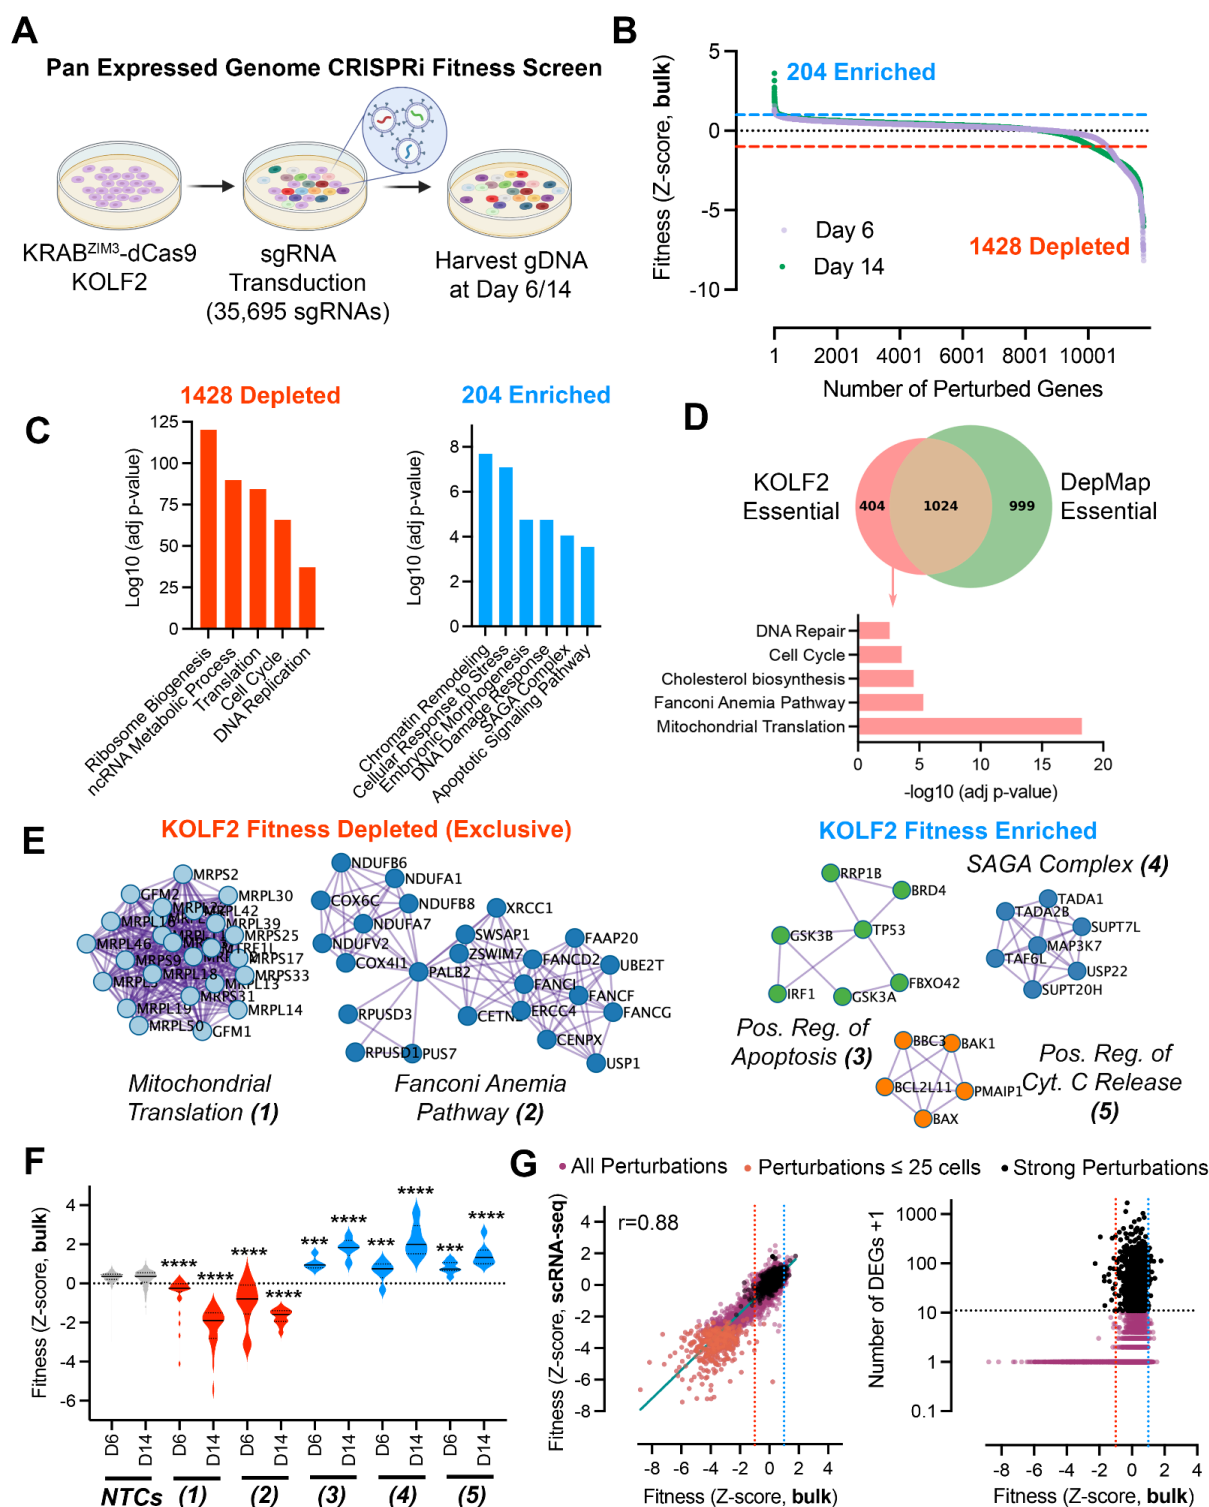 A
Pan Expressed Genome CRISPRi Fitness Screen
KRAB^ZIM3-dCas9
KOLF2
sgRNA
Transduction
(35,695 sgRNAs)
Harvest gDNA
at Day 6/14
B
Fitness (Z-score, bulk)
5
0
-5
-10
204 Enriched
Day 6
Day 14
1428 Depleted
1
2001
4001
6001
8001
10001
Number of Perturbed Genes
C
1428 Depleted
Log10 (adj p-value)
125
100
75
50
25
0
Ribosome Biogenesis
ncRNA Metabolic Process
Translation
Cell Cycle
DNA Replication
204 Enriched
Log10 (adj p-value)
8
6
4
2
0
Chromatin Remodeling
Cellular Response to Stress
Embryonic Morphogenesis
DNA Damage Response
SAGA Complex
Apoptotic Signaling Pathway
D
KOLF2
Essential
404
1024
999
DepMap
Essential
DNA Repair
Cell Cycle
Cholesterol biosynthesis
Fanconi Anemia Pathway
Mitochondrial Translation
0
5
10
15
20
-log10 (adj p-value)
E
KOLF2 Fitness Depleted (Exclusive)
MRPS2
GFM2
MRPL30
MRPL42
MRPL39
MRPS25
MRPL46
MTRF1L
MRPS9
MRPS17
MRPS33
MRPL18
MRPL13
MRPS31
MRPL19
MRPL14
MRPL50
GFM1
Mitochondrial
Translation (1)
NDUFB6
NDUFA1
COX6C
NDUFB8
NDUFA7
NDUFV2
COX4I1
XRCC1
SWSAP1
ZSWIM7
FAAP20
FANCD2
UBE2T
PALB2
FANCI
FANCF
RPUSD3
ERCC4
FANCG
CENPX
RPUSD1
PUS7
USP1
Fanconi Anemia
Pathway (2)
KOLF2 Fitness Enriched
RRP1B
BRD4
GSK3B
TP53
IRF1
GSK3A
FBXO42
Pos. Reg. of
Apoptosis (3)
SAGA Complex (4)
TADA1
TADA2B
SUPT7L
MAP3K7
TAF6L
USP22
SUPT20H
BBC3
BAK1
BCL2L11
PMAIP1
BAX
Pos. Reg. of
Cyt. C Release
(5)
F
Fitness (Z-score, bulk)
4
2
0
-2
-4
-6
****
****
****
****
***
****
***
****
***
****
D6
D14
D6
D14
D6
D14
D6
D14
D6
D14
D6
D14
NTCs
(1)
(2)
(3)
(4)
(5)
G
All Perturbations
Perturbations ≤ 25 cells
Strong Perturbations
Fitness (Z-score, scRNA-seq)
r=0.88
4
2
0
-2
-4
-6
-8
-8
-6
-4
-2
0
2
4
Fitness (Z-score, bulk)
Number of DEGs +1
1000
100
10
1
0.1
-8
-6
-4
-2
0
2
4
Fitness (Z-score, bulk)